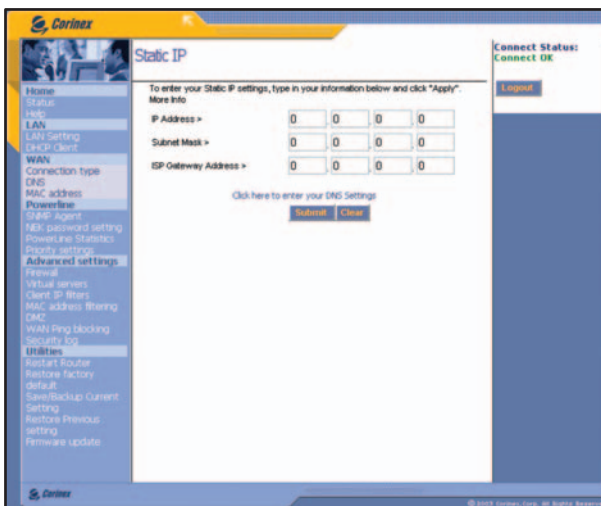 Corinex
Static IP
Connect Status:
Connect OK
Logout
To enter your Static IP settings, type in your information below and click "Apply".
More Info
IP Address > 0 . 0 . 0 . 0
Subnet Mask > 0 . 0 . 0 . 0
ISP Gateway Address > 0 . 0 . 0 . 0
Click here to enter your DNS Settings
Submit Clear
Home
Status
Help
LAN
LAN Setting
DHCP Client
WAN
Connection type
DNS
MAC address
Powerline
SNMP Agent
NEK password setting
PowerLine Statistics
Priority settings
Advanced settings
Firewall
Virtual servers
Client IP filters
MAC address filtering
DMZ
WAN Ping blocking
Security log
Utilities
Restart Router
Restore factory
default
Save/Backup Current
Setting
Restore Previous
setting
Firmware update
Corinex
Corinex Corp. All Rights Reserved